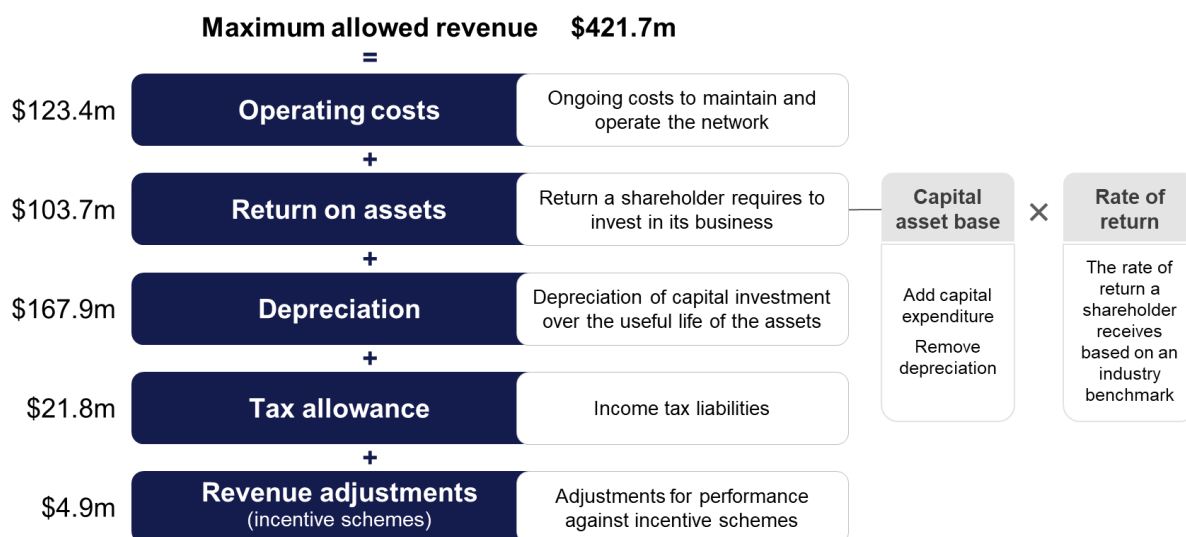 Maximum allowed revenue $421.7m
=
$123.4m
Operating costs
Ongoing costs to maintain and
operate the network
+
$103.7m
Return on assets
Return a shareholder requires to
invest in its business
Capital
asset base
×
Rate of
return
+
Add capital
expenditure
Remove
depreciation
The rate of
return a
shareholder
receives
based on an
industry
benchmark
$167.9m
Depreciation
Depreciation of capital investment
over the useful life of the assets
+
$21.8m
Tax allowance
Income tax liabilities
+
$4.9m
Revenue adjustments
(incentive schemes)
Adjustments for performance
against incentive schemes